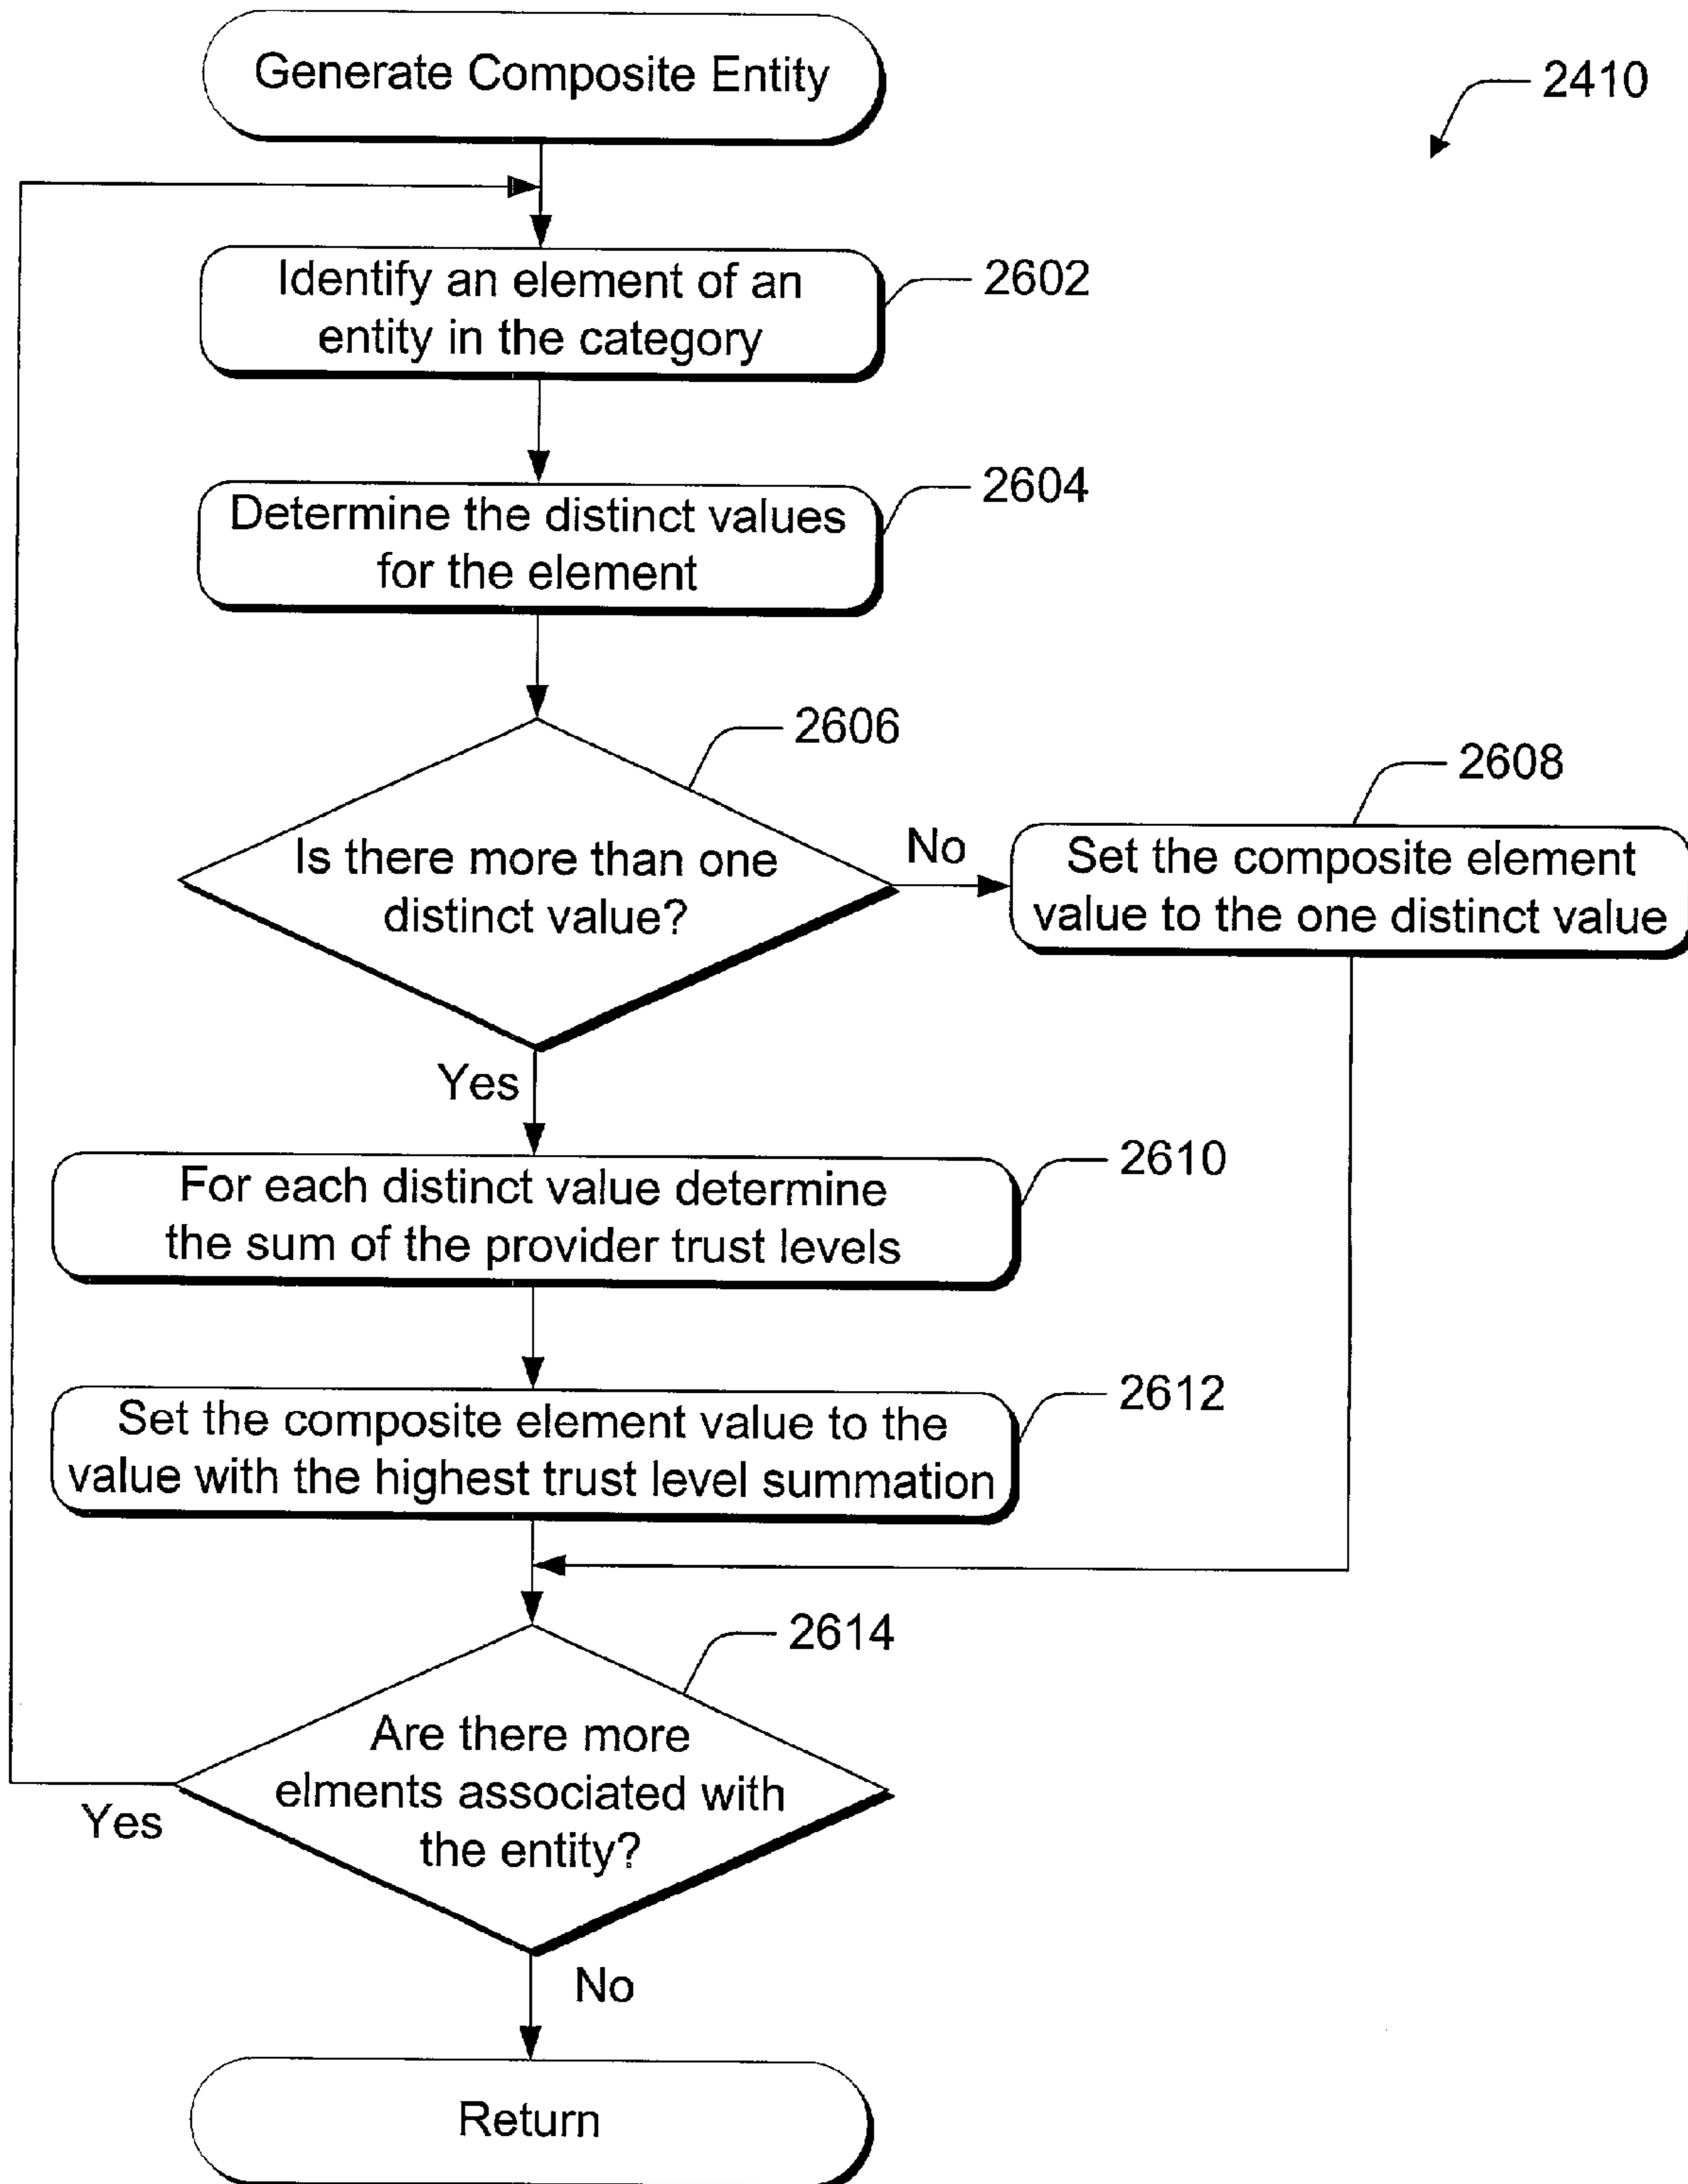 Generate Composite Entity
2410
Identify an element of an
entity in the category
2602
Determine the distinct values
for the element
2604
2606
Is there more than one
distinct value?
No
2608
Set the composite element
value to the one distinct value
Yes
For each distinct value determine
the sum of the provider trust levels
2610
Set the composite element value to the
value with the highest trust level summation
2612
2614
Are there more
elments associated with
the entity?
Yes
No
Return